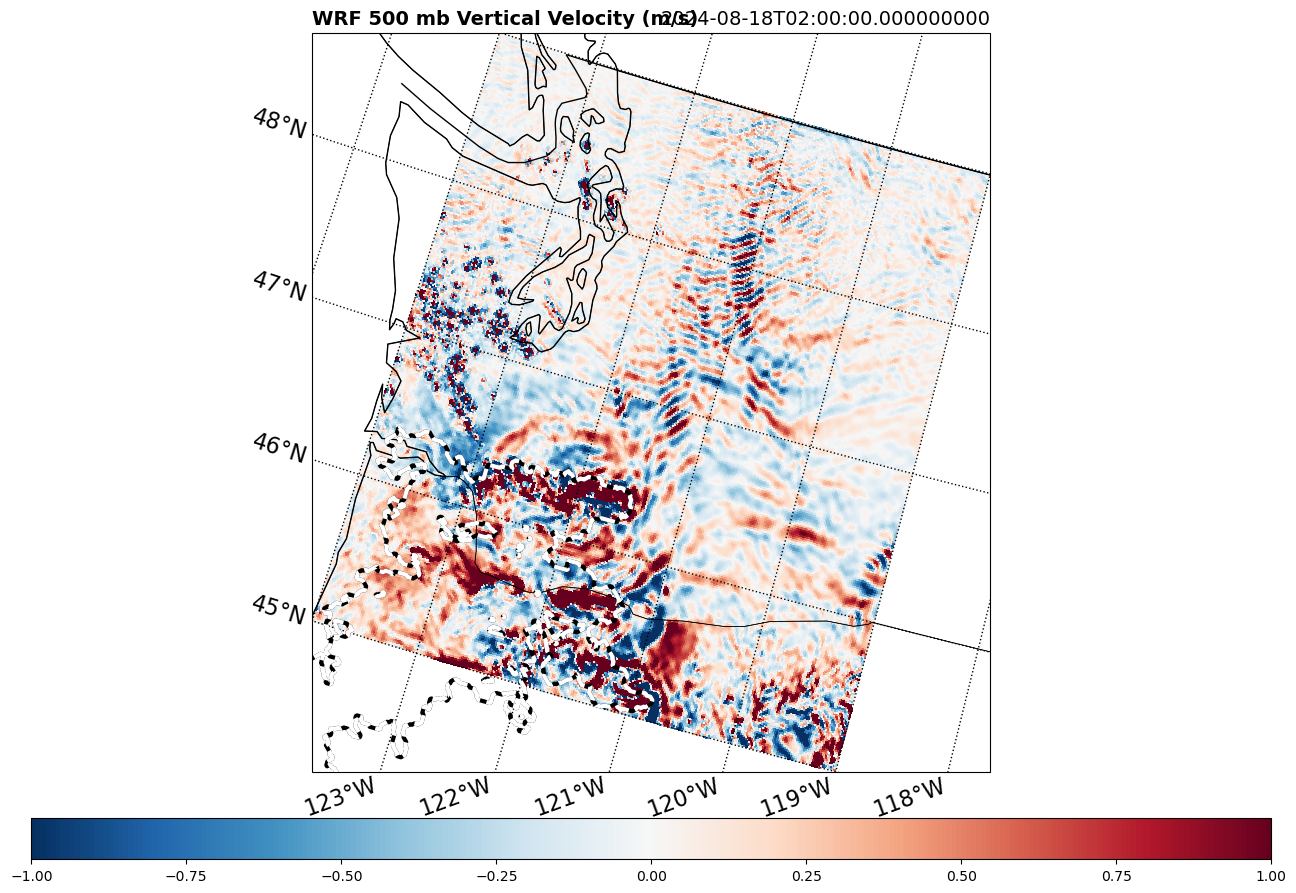 WRF 500 mb Vertical Velocity (m/s) 2024-08-18T02:00:00.000000000
48°N
47°N
46°N
45°N
123°W 122°W 121°W 120°W 119°W 118°W
−1.00 −0.75 −0.50 −0.25 0.00 0.25 0.50 0.75 1.00